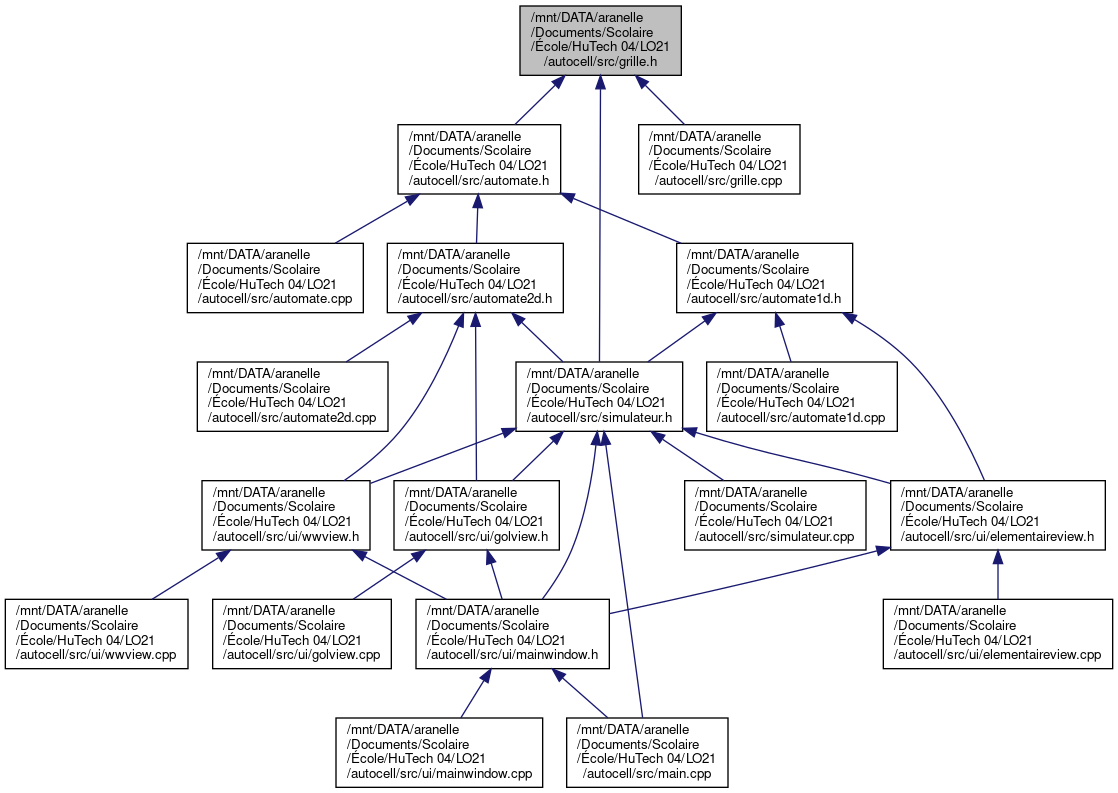 /mnt/DATA/aranelle
/Documents/Scolaire
/École/HuTech 04/LO21
/autocell/src/grille.h
/mnt/DATA/aranelle
/Documents/Scolaire
/École/HuTech 04/LO21
/autocell/src/automate.h
/mnt/DATA/aranelle
/Documents/Scolaire
/École/HuTech 04/LO21
/autocell/src/grille.cpp
/mnt/DATA/aranelle
/Documents/Scolaire
/École/HuTech 04/LO21
/autocell/src/automate.cpp
/mnt/DATA/aranelle
/Documents/Scolaire
/École/HuTech 04/LO21
/autocell/src/automate2d.h
/mnt/DATA/aranelle
/Documents/Scolaire
/École/HuTech 04/LO21
/autocell/src/automate1d.h
/mnt/DATA/aranelle
/Documents/Scolaire
/École/HuTech 04/LO21
/autocell/src/automate2d.cpp
/mnt/DATA/aranelle
/Documents/Scolaire
/École/HuTech 04/LO21
/autocell/src/simulateur.h
/mnt/DATA/aranelle
/Documents/Scolaire
/École/HuTech 04/LO21
/autocell/src/automate1d.cpp
/mnt/DATA/aranelle
/Documents/Scolaire
/École/HuTech 04/LO21
/autocell/src/ui/wwview.h
/mnt/DATA/aranelle
/Documents/Scolaire
/École/HuTech 04/LO21
/autocell/src/ui/golview.h
/mnt/DATA/aranelle
/Documents/Scolaire
/École/HuTech 04/LO21
/autocell/src/simulateur.cpp
/mnt/DATA/aranelle
/Documents/Scolaire
/École/HuTech 04/LO21
/autocell/src/ui/elementaireview.h
/mnt/DATA/aranelle
/Documents/Scolaire
/École/HuTech 04/LO21
/autocell/src/ui/wwview.cpp
/mnt/DATA/aranelle
/Documents/Scolaire
/École/HuTech 04/LO21
/autocell/src/ui/golview.cpp
/mnt/DATA/aranelle
/Documents/Scolaire
/École/HuTech 04/LO21
/autocell/src/ui/mainwindow.h
/mnt/DATA/aranelle
/Documents/Scolaire
/École/HuTech 04/LO21
/autocell/src/ui/elementaireview.cpp
/mnt/DATA/aranelle
/Documents/Scolaire
/École/HuTech 04/LO21
/autocell/src/ui/mainwindow.cpp
/mnt/DATA/aranelle
/Documents/Scolaire
/École/HuTech 04/LO21
/autocell/src/main.cpp